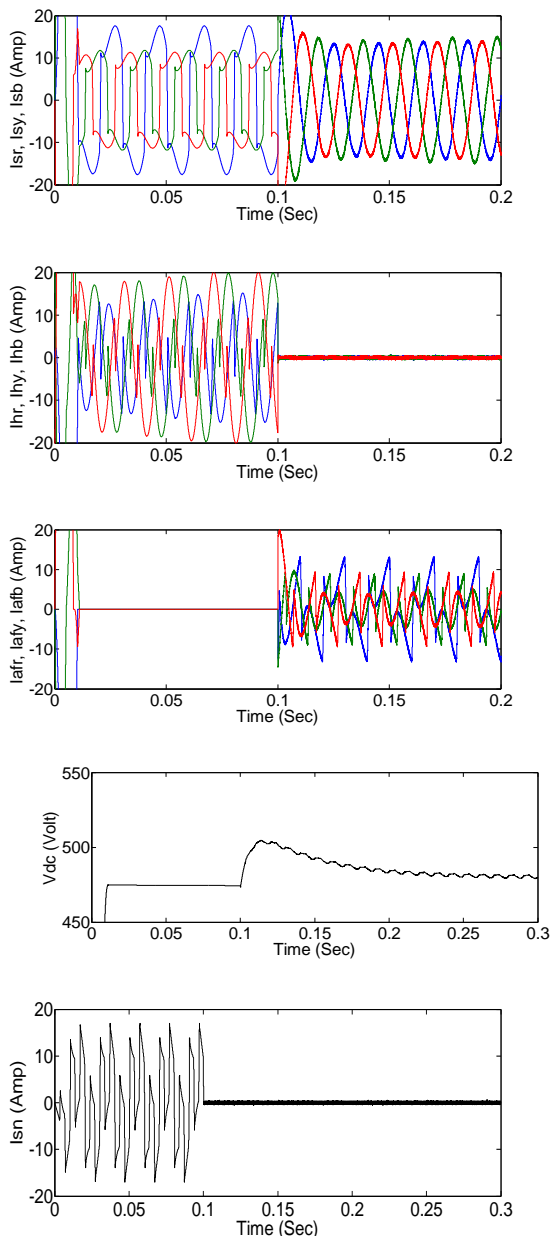 Isr, Isy, Isb (Amp)
20
10
0
-10
-20
0 0.05 0.1 0.15 0.2
Time (Sec)
Ihr, Ihy, Ihb (Amp)
20
10
0
-10
-20
0 0.05 0.1 0.15 0.2
Time (Sec)
Iafr, Iafy, Iafb (Amp)
20
10
0
-10
-20
0 0.05 0.1 0.15 0.2
Time (Sec)
Vdc (Volt)
550
500
450
0 0.05 0.1 0.15 0.2 0.25 0.3
Time (Sec)
Isn (Amp)
20
10
0
-10
-20
0 0.05 0.1 0.15 0.2 0.25 0.3
Time (Sec)